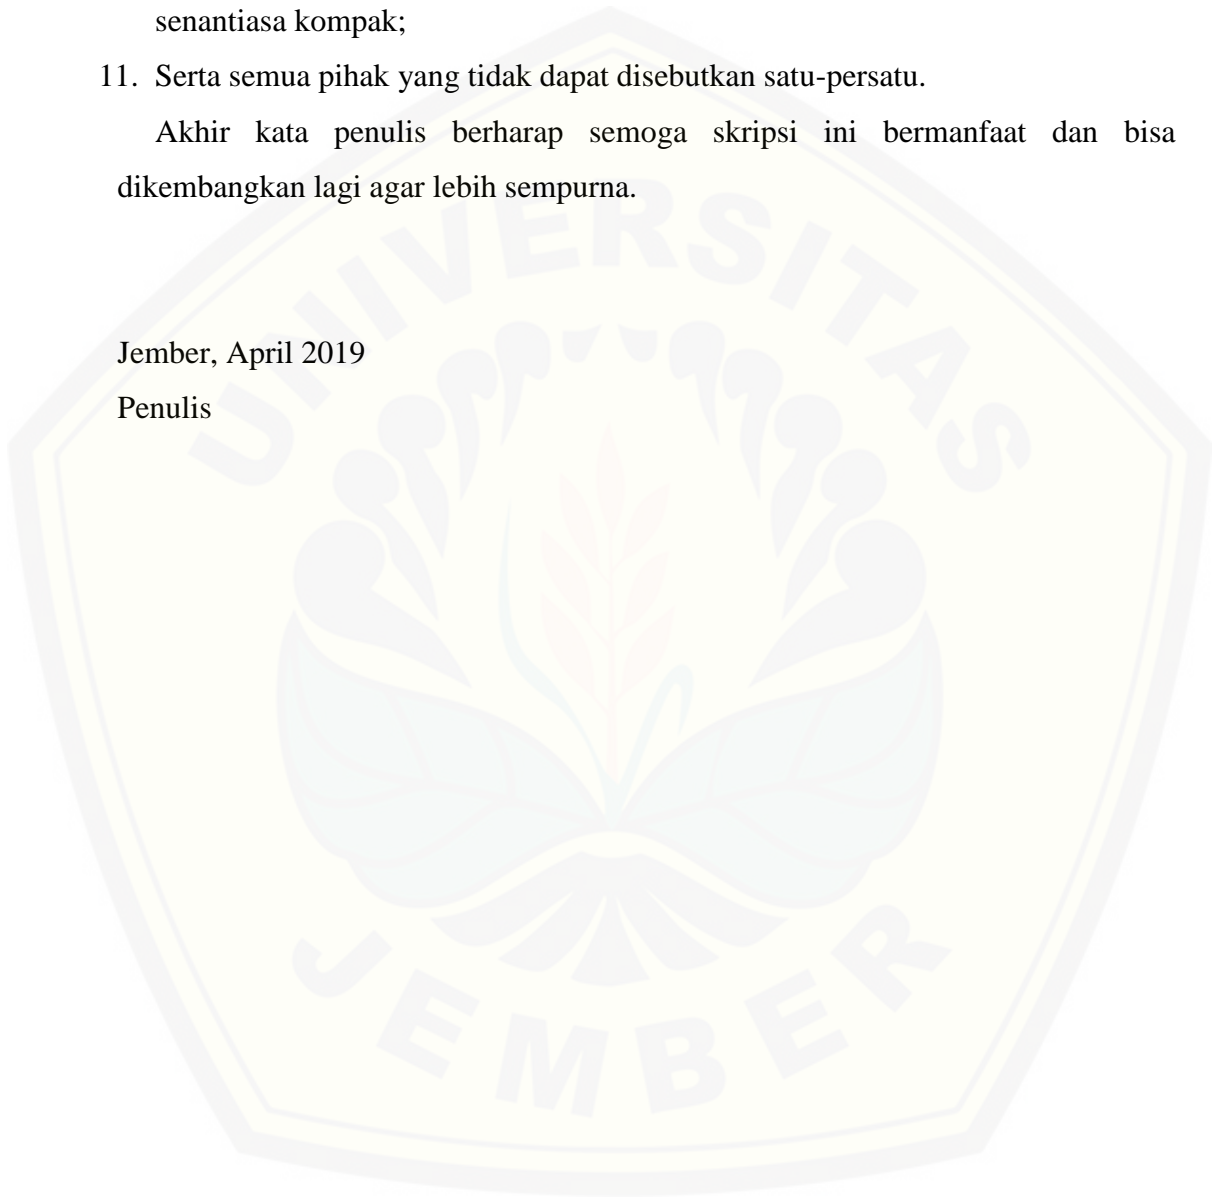 senantiasa kompak;
11. Serta semua pihak yang tidak dapat disebutkan satu-persatu.
Akhir kata penulis berharap semoga skripsi ini bermanfaat dan bisa
dikembangkan lagi agar lebih sempurna.
Jember, April 2019
Penulis
UNIVERSITAS
JEMBER